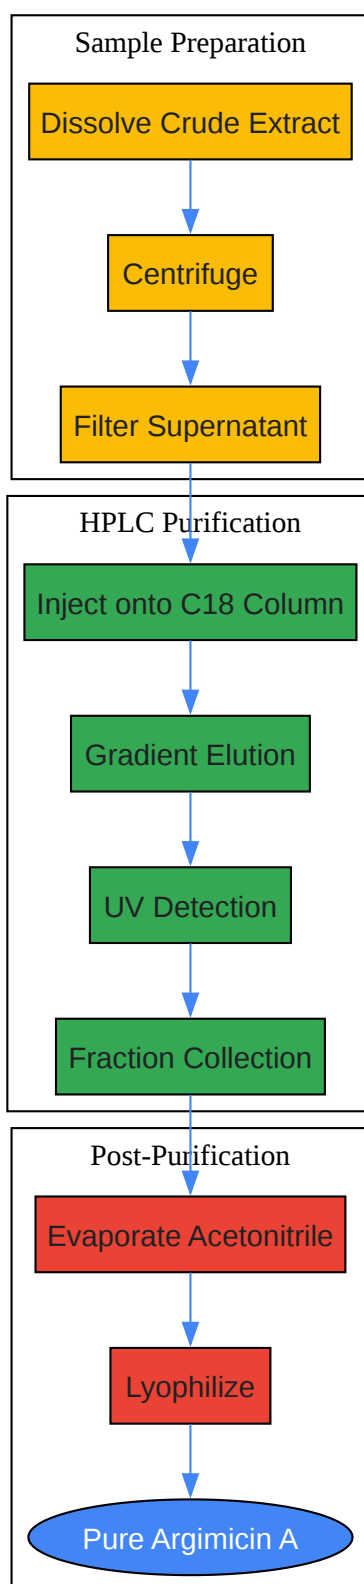 Sample Preparation
Dissolve Crude Extract
Centrifuge
Filter Supernatant
HPLC Purification
Inject onto C18 Column
Gradient Elution
UV Detection
Fraction Collection
Post-Purification
Evaporate Acetonitrile
Lyophilize
Pure Argimicin A